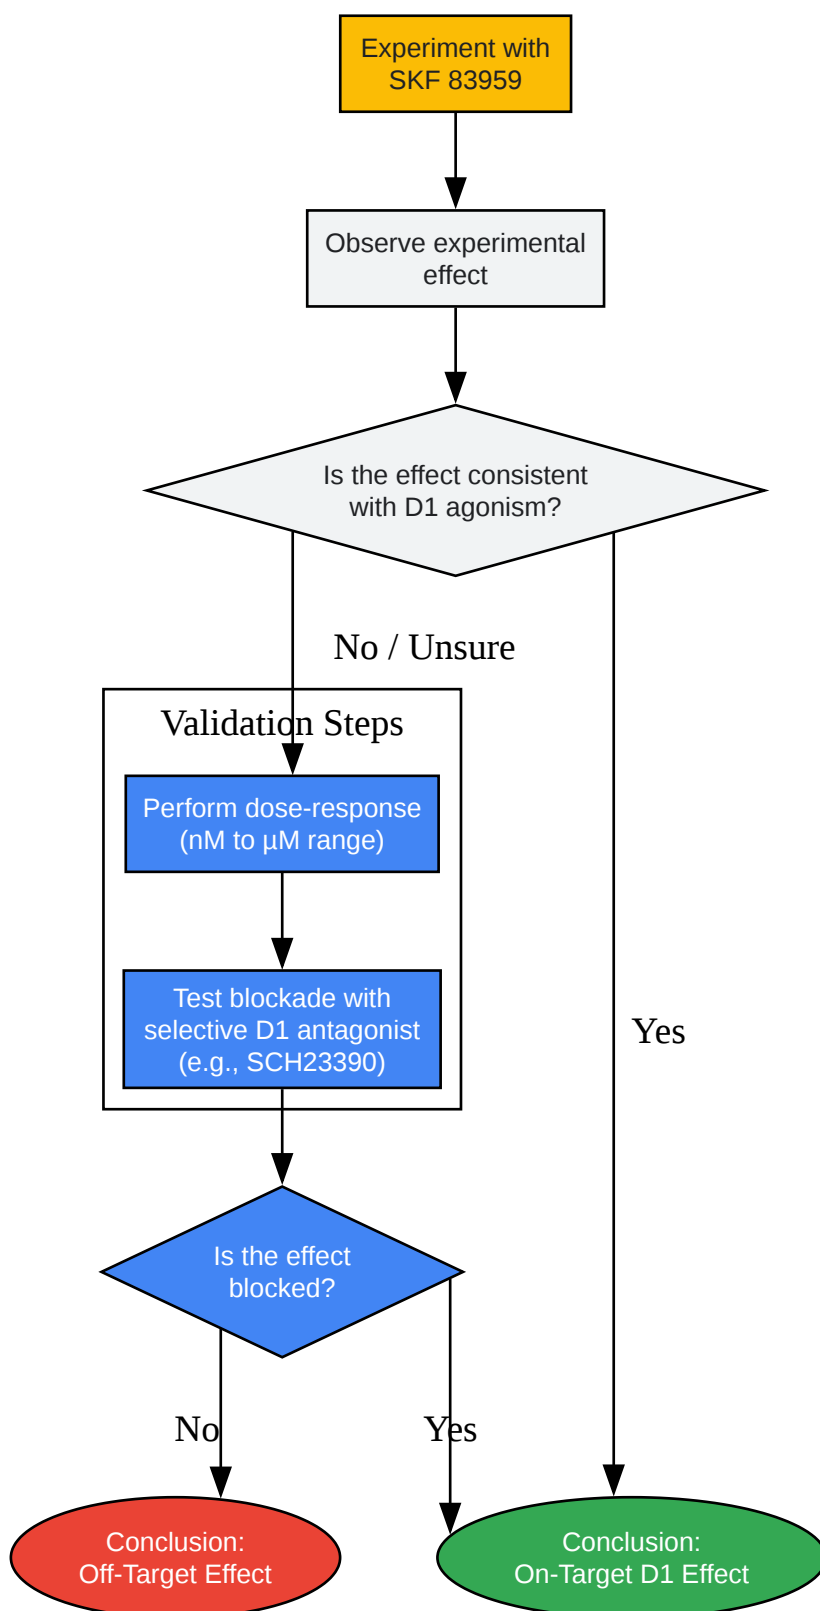 Experiment with
SKF 83959
Observe experimental
effect
Is the effect consistent
with D1 agonism?
No / Unsure
Validation Steps
Perform dose-response
(nM to µM range)
Test blockade with
selective D1 antagonist
(e.g., SCH23390)
Yes
Is the effect
blocked?
No
Yes
Conclusion:
Off-Target Effect
Conclusion:
On-Target D1 Effect